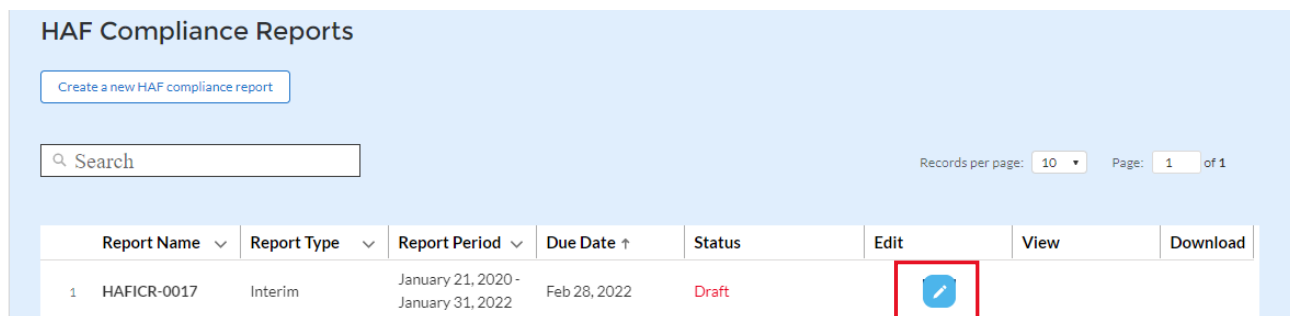 HAF Compliance Reports
Create a new HAF compliance report
Search
Records per page: 10 Page: 1 of 1
Report Name Report Type Report Period Due Date ↑ Status Edit View Download
January 21, 2020 -
1 HAFICR-0017 Interim Feb 28, 2022 Draft
January 31, 2022